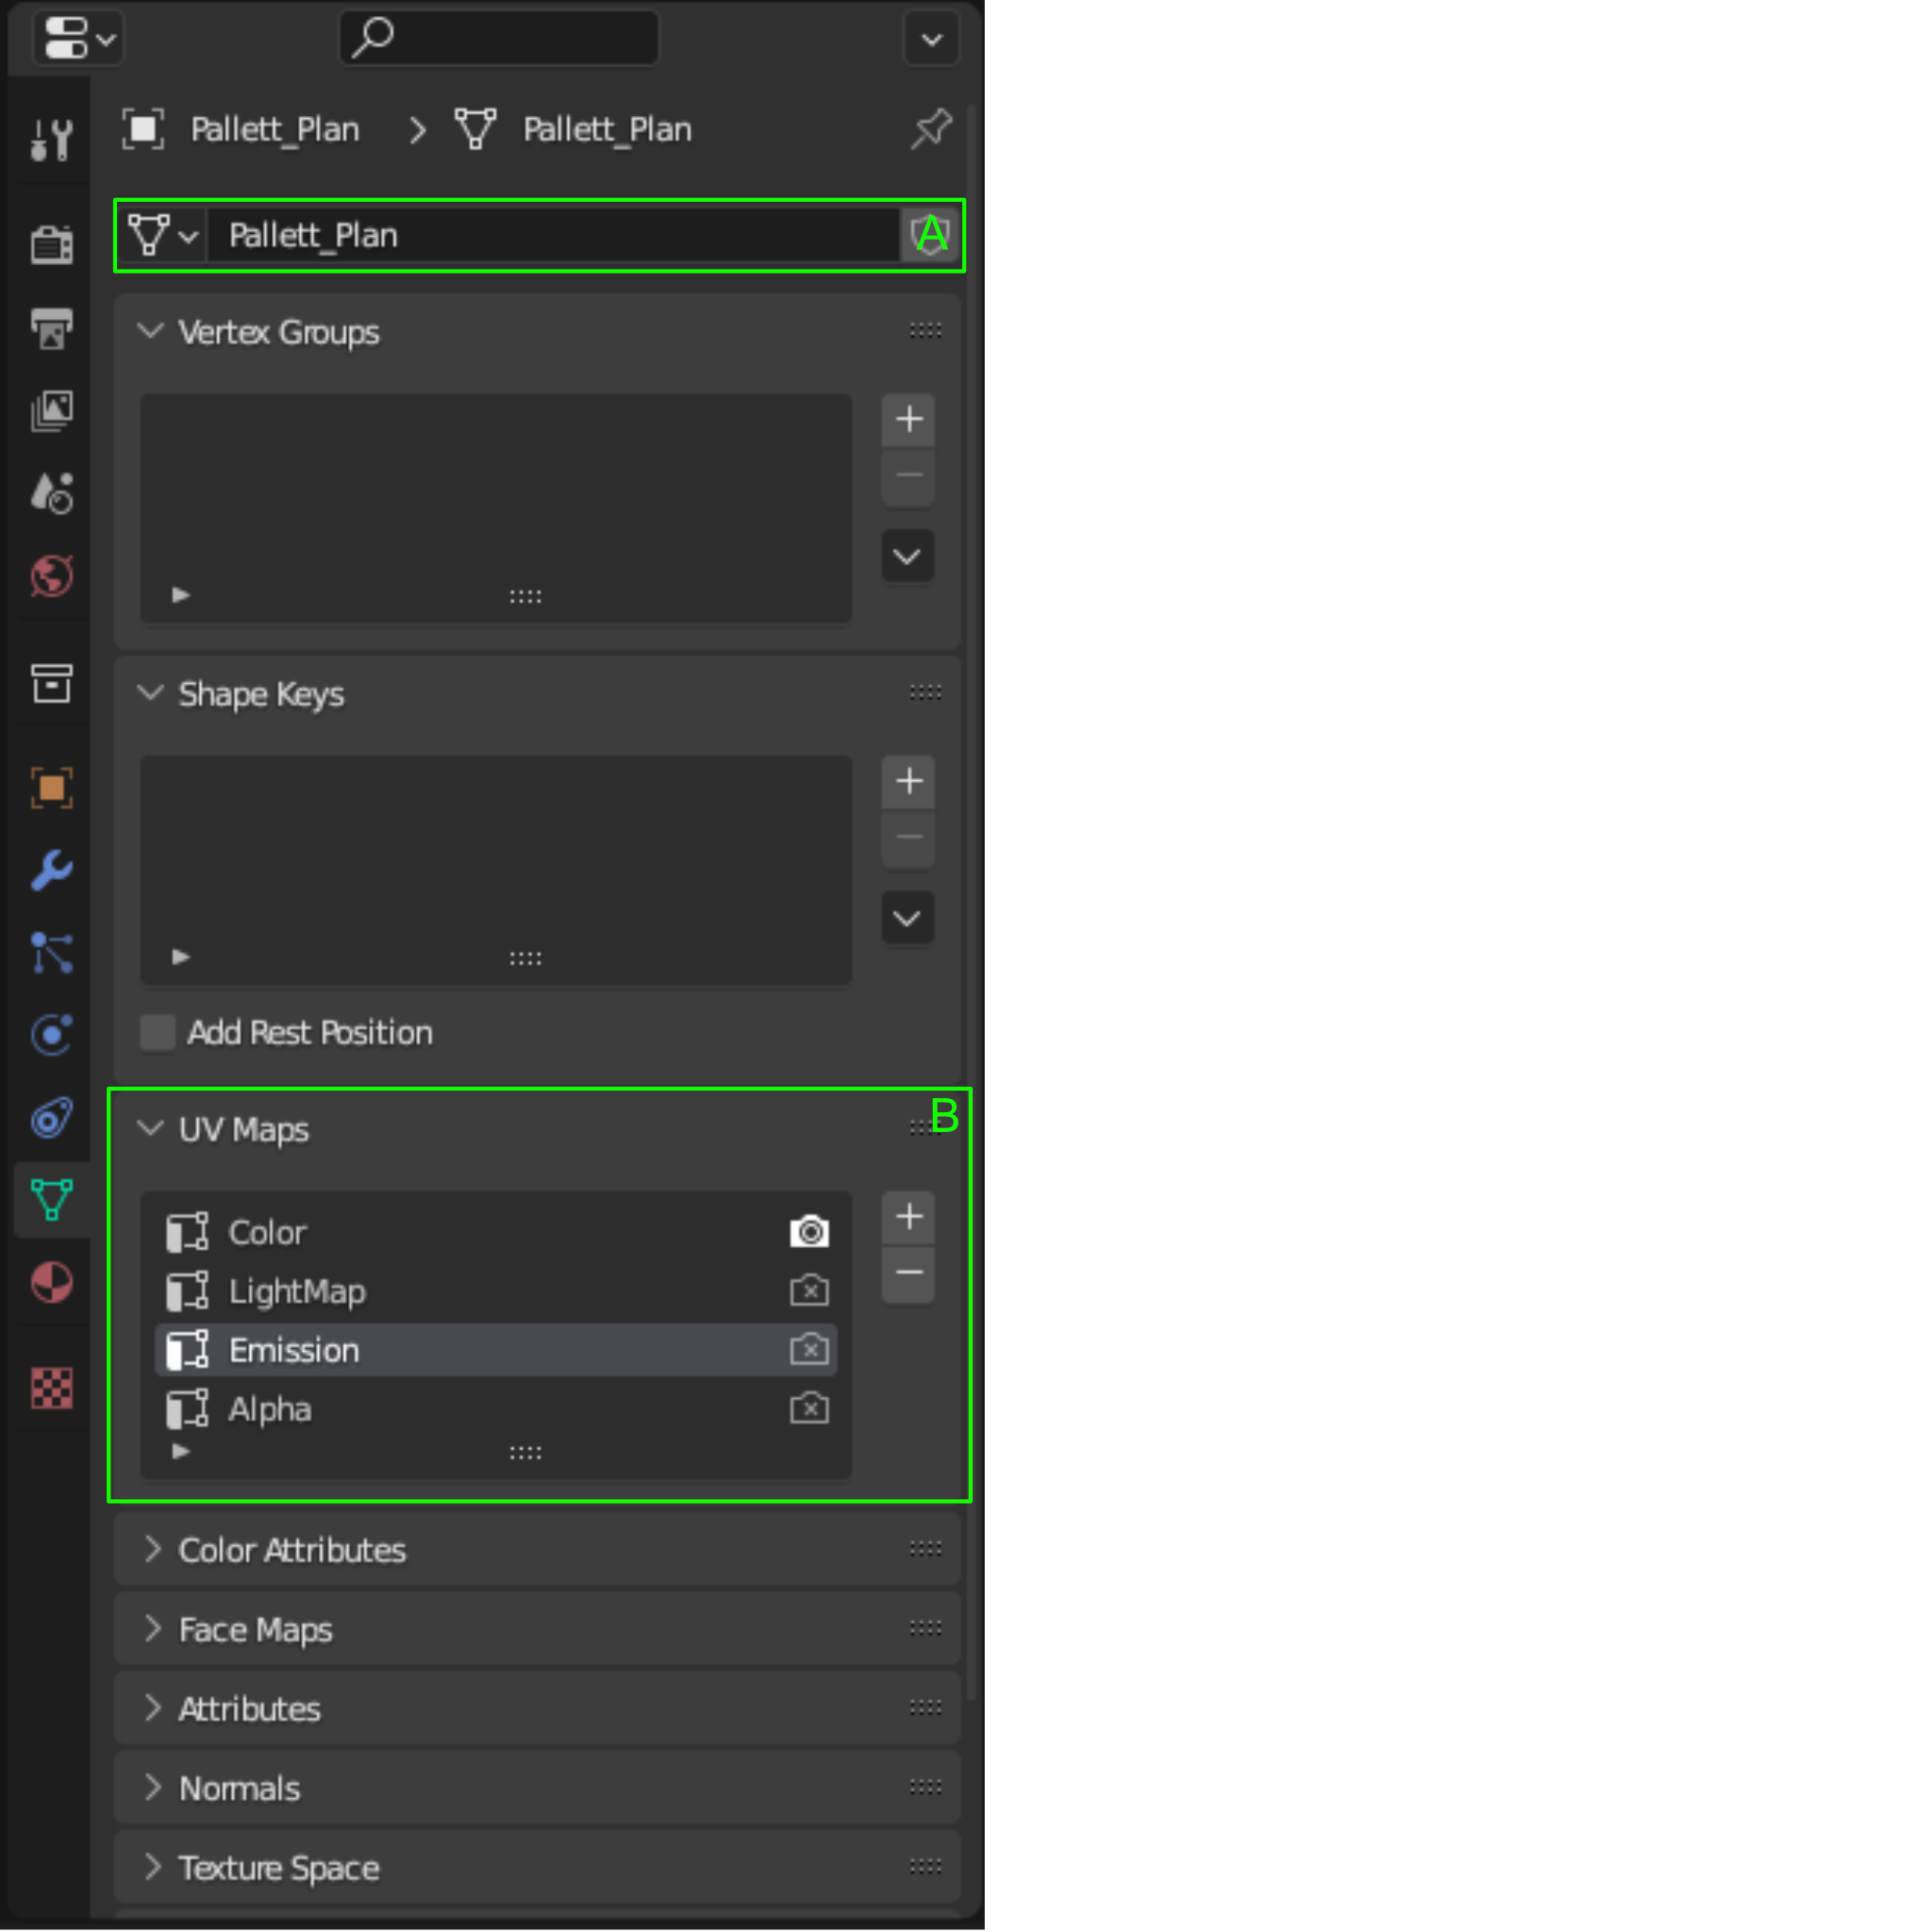 Pallett_Plan > Pallett_Plan
Pallett_Plan A
Vertex Groups
Shape Keys
Add Rest Position
UV Maps B
Color
LightMap
Emission
Alpha
Color Attributes
Face Maps
Attributes
Normals
Texture Space